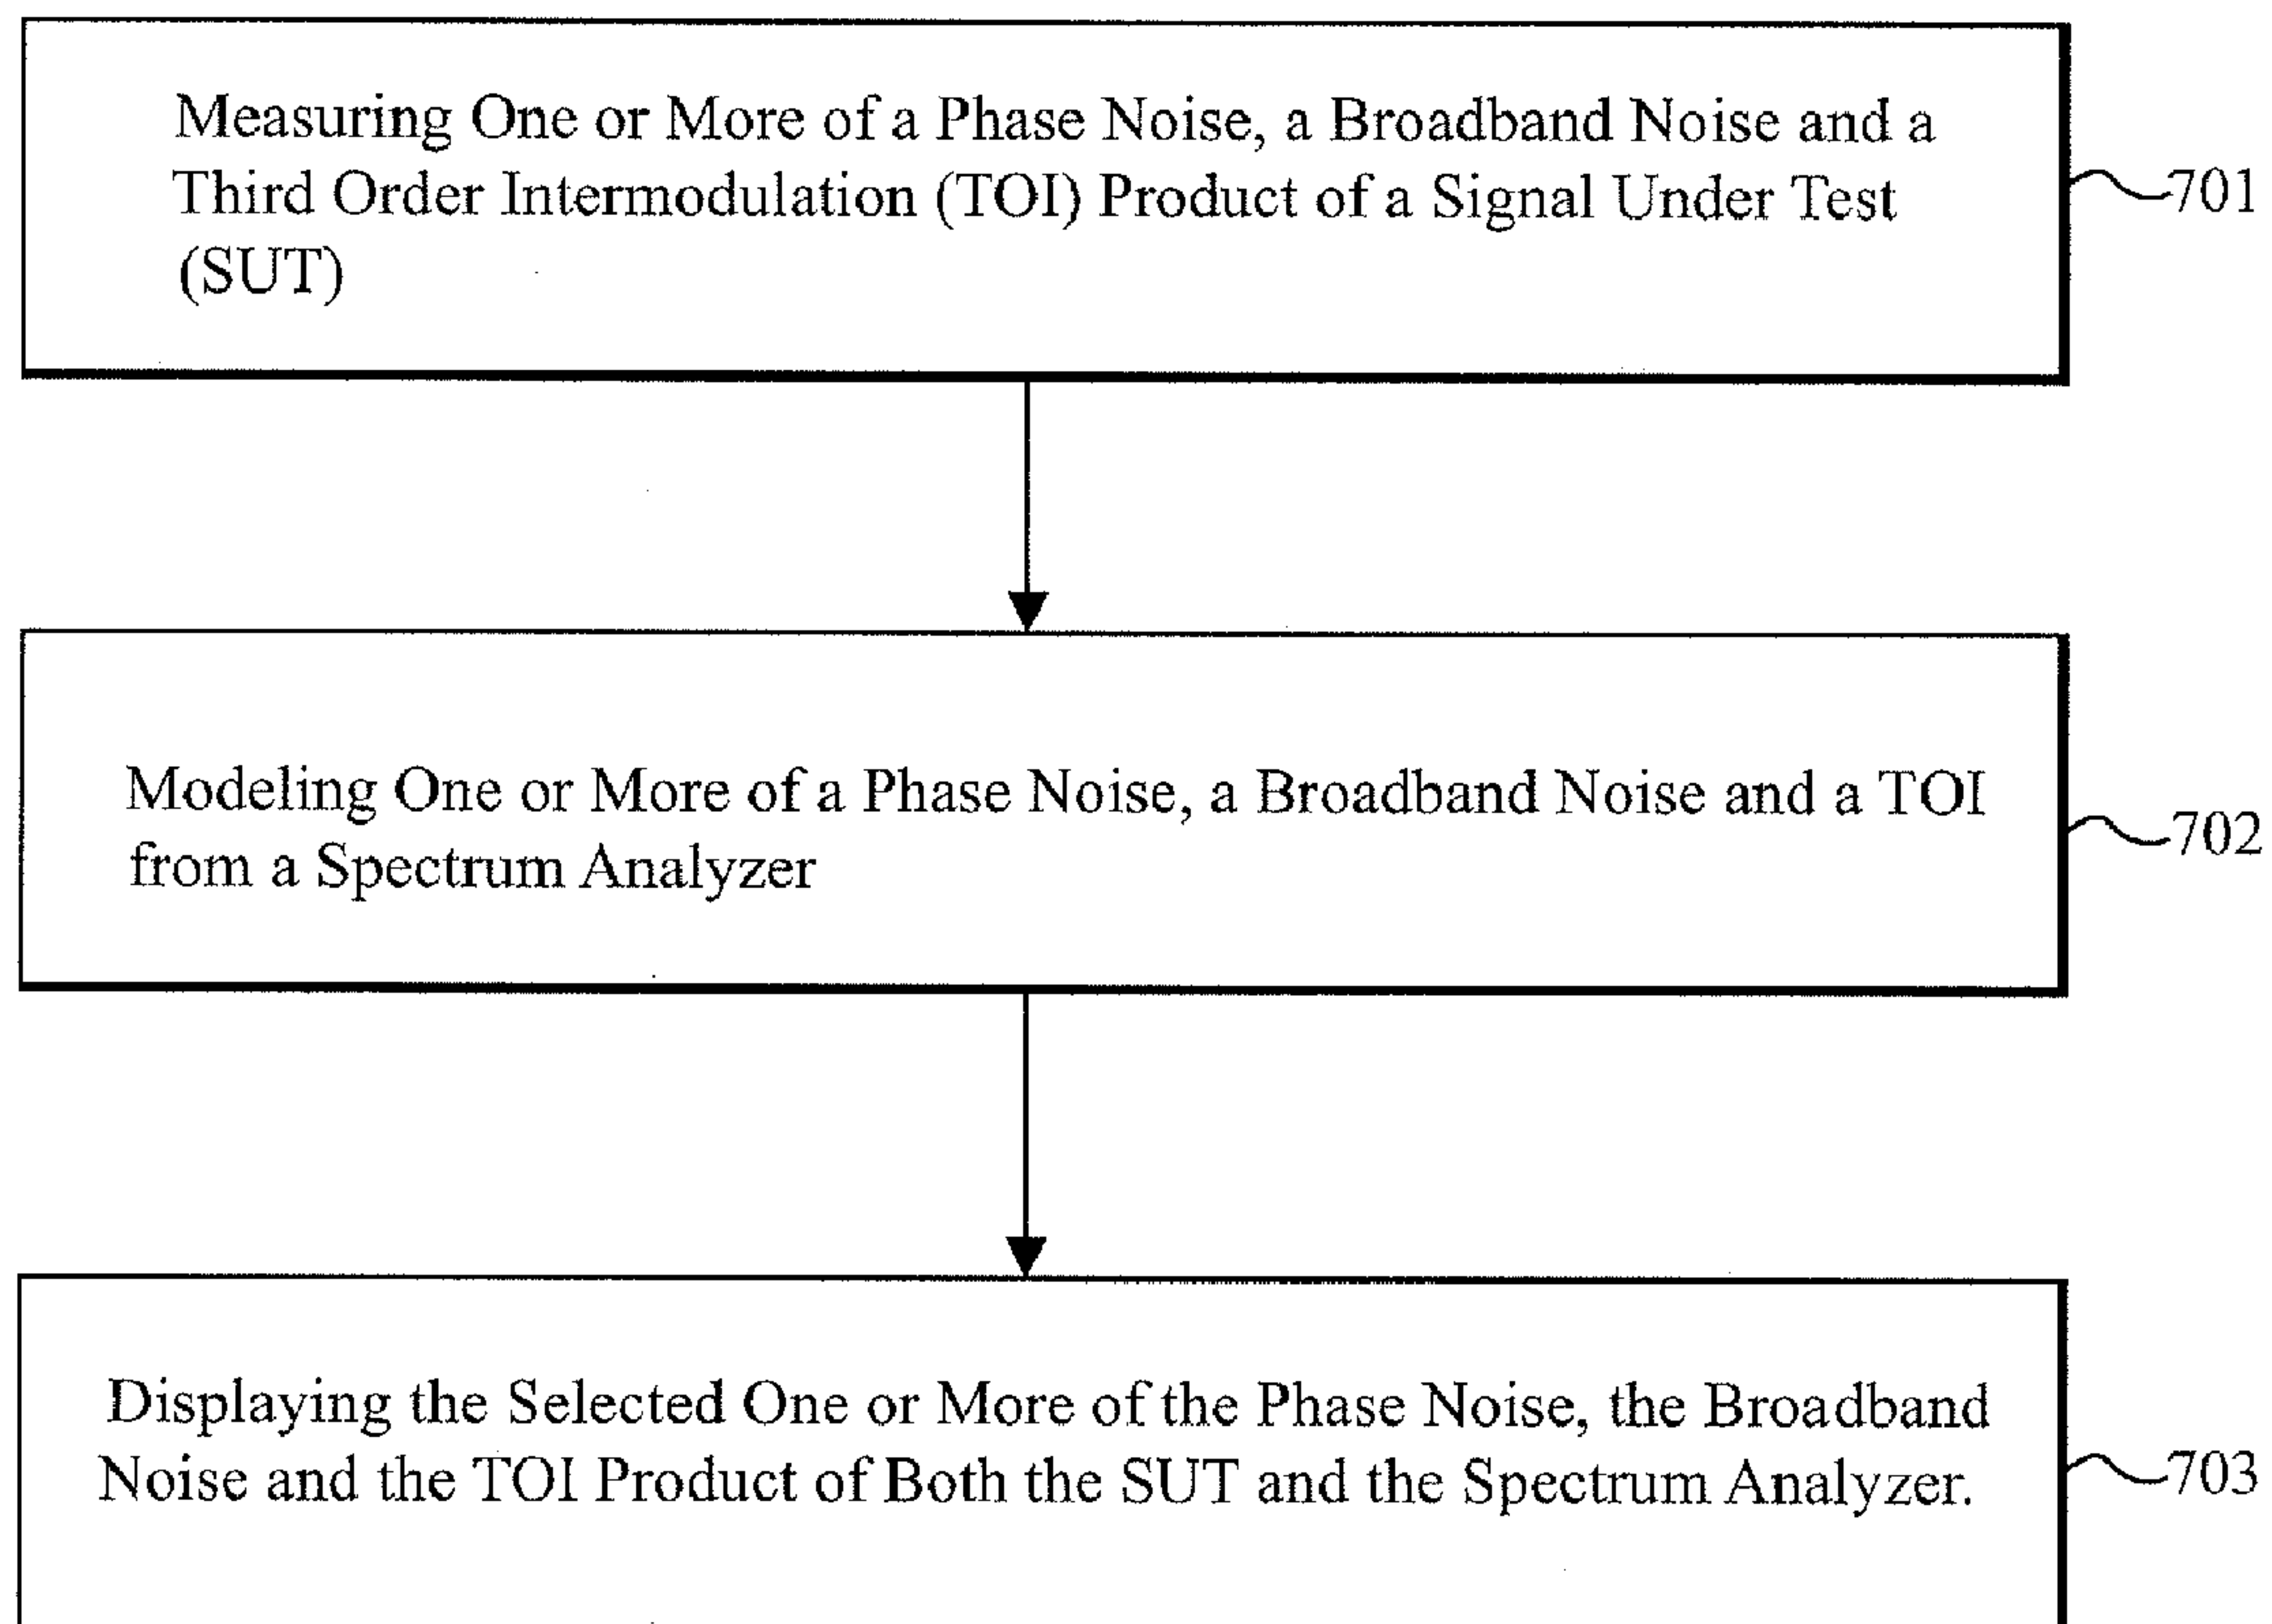 Measuring One or More of a Phase Noise, a Broadband Noise and a
Third Order Intermodulation (TOI) Product of a Signal Under Test
(SUT)
701
Modeling One or More of a Phase Noise, a Broadband Noise and a TOI
from a Spectrum Analyzer
702
Displaying the Selected One or More of the Phase Noise, the Broadband
Noise and the TOI Product of Both the SUT and the Spectrum Analyzer.
703